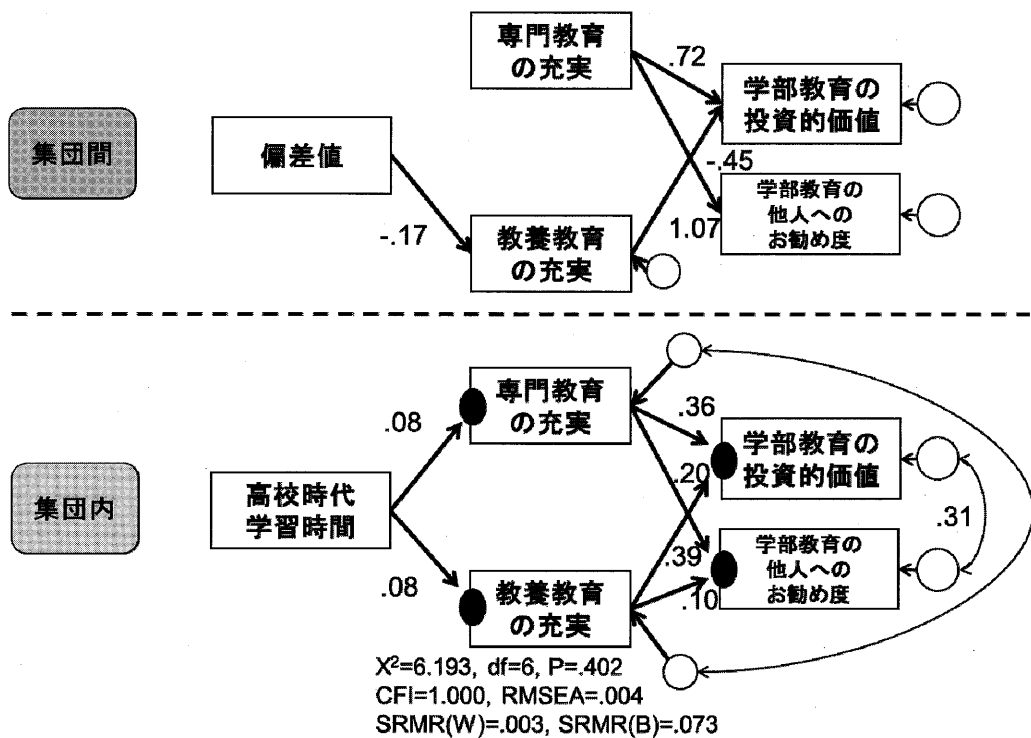 専門教育
の充実
.72
学部教育の
投資的価値
集団間
偏差値
-.45
学部教育の
他人への
お勧め度
-.17
教養教育
の充実
1.07
専門教育
の充実
.08
.36
学部教育の
投資的価値
.20
集団内
高校時代
学習時間
.31
.39
学部教育の
他人への
お勧め度
.08
教養教育
の充実
.10
X²=6.193, df=6, P=.402
CFI=1.000, RMSEA=.004
SRMR(W)=.003, SRMR(B)=.073